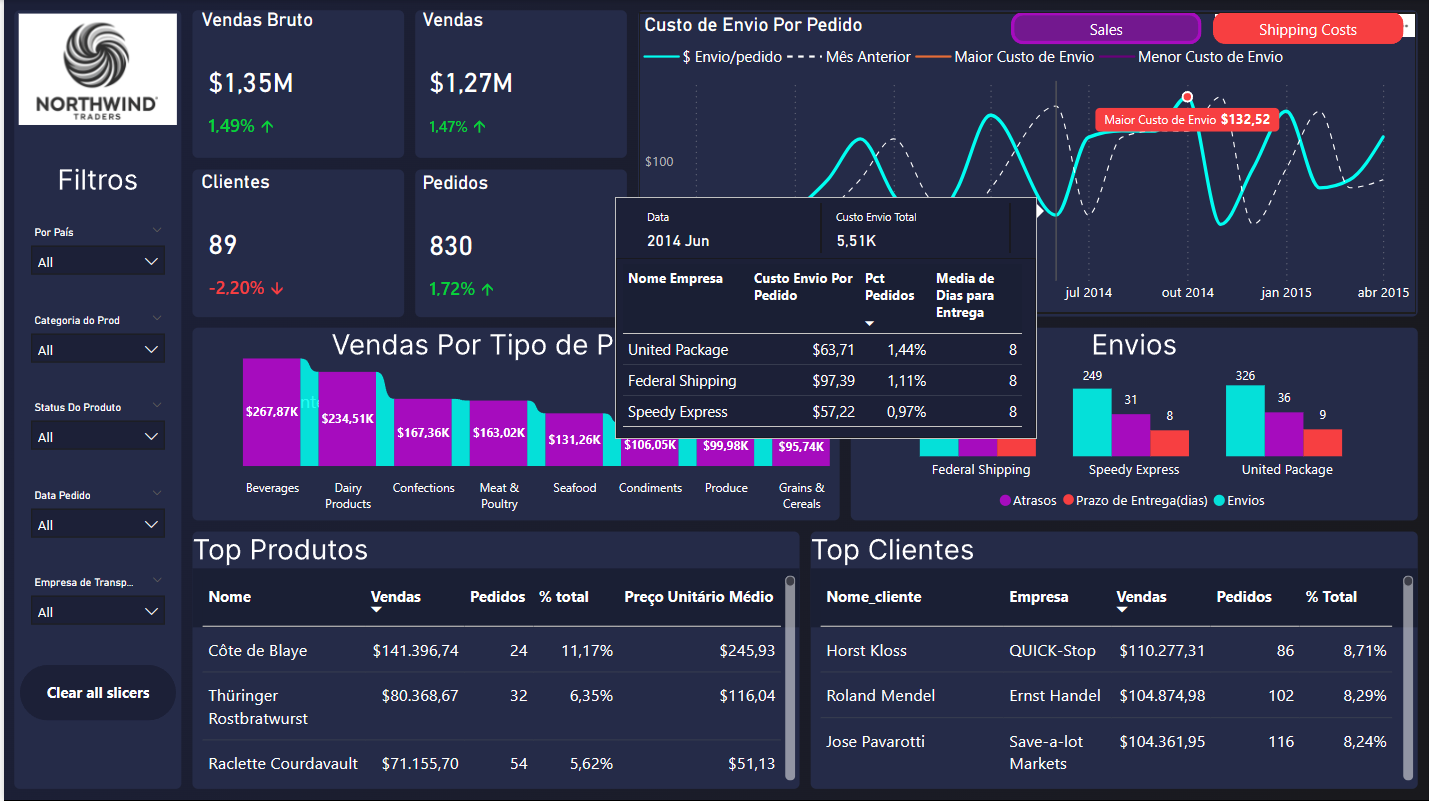 NORTHWIND
TRADERS
Filtros
Por País
All
Categoria do Prod
All
Status Do Produto
All
Data Pedido
All
Empresa de Transp...
All
Clear all slicers
Vendas Bruto
$1,35M
1,49% ↑
Vendas
$1,27M
1,47% ↑
Clientes
89
-2,20% ↓
Pedidos
830
1,72% ↑
Custo de Envio Por Pedido
Sales
Shipping Costs
$ Envio/pedido Mês Anterior Maior Custo de Envio Menor Custo de Envio
Maior Custo de Envio $132,52
$100
jul 2014 out 2014 jan 2015 abr 2015
Data Custo Envio Total
2014 Jun 5,51K
Nome Empresa Custo Envio Por Pedido Pct Pedidos Media de Dias para Entrega
United Package $63,71 1,44% 8
Federal Shipping $97,39 1,11% 8
Speedy Express $57,22 0,97% 8
Vendas Por Tipo de P
$267,87K $234,51K $167,36K $163,02K $131,26K $106,05K $99,98K $95,74K
Beverages Dairy Products Confections Meat & Poultry Seafood Condiments Produce Grains & Cereals
Envios
249 31 8
326 36 9
Federal Shipping Speedy Express United Package
Atrasos Prazo de Entrega(dias) Envios
Top Produtos
Nome Vendas Pedidos % total Preço Unitário Médio
Côte de Blaye $141.396,74 24 11,17% $245,93
Thüringer Rostbratwurst $80.368,67 32 6,35% $116,04
Raclette Courdavault $71.155,70 54 5,62% $51,13
Top Clientes
Nome_cliente Empresa Vendas Pedidos % Total
Horst Kloss QUICK-Stop $110.277,31 86 8,71%
Roland Mendel Ernst Handel $104.874,98 102 8,29%
Jose Pavarotti Save-a-lot Markets $104.361,95 116 8,24%